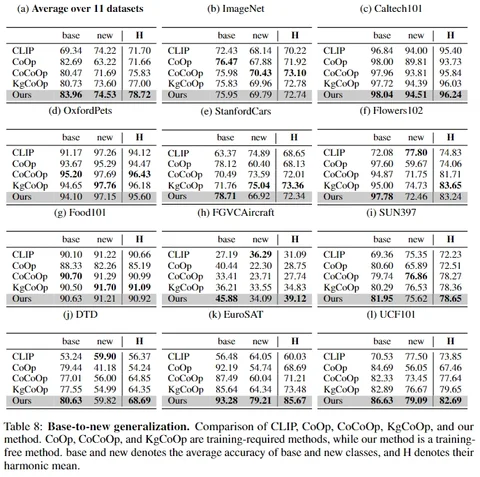 (a) Average over 11 datasets (b) ImageNet (c) Caltech101
base new H base new H base new H
CLIP 69.34 74.22 71.70 CLIP 72.43 68.14 70.22 CLIP 96.84 94.00 95.40
CoOp 82.69 63.22 71.66 CoOp 76.47 67.88 71.92 CoOp 98.00 89.81 93.73
CoCoOp 80.47 71.69 75.83 CoCoOp 75.98 70.43 73.10 CoCoOp 97.96 93.81 95.84
KgCoOp 80.73 73.60 77.00 KgCoOp 75.83 69.96 72.78 KgCoOp 97.72 94.39 96.03
Ours 83.96 74.53 78.72 Ours 75.95 69.79 72.74 Ours 98.04 94.51 96.24
(d) OxfordPets (e) StanfordCars (f) Flowers102
base new H base new H base new H
CLIP 91.17 97.26 94.12 CLIP 63.37 74.89 68.65 CLIP 72.08 77.80 74.83
CoOp 93.67 95.29 94.47 CoOp 78.12 60.40 68.13 CoOp 97.60 59.67 74.06
CoCoOp 95.20 97.69 96.43 CoCoOp 70.49 73.59 72.01 CoCoOp 94.87 71.75 81.71
KgCoOp 94.65 97.76 96.18 KgCoOp 71.76 75.04 73.36 KgCoOp 95.00 74.73 83.65
Ours 94.10 97.15 95.60 Ours 78.71 66.92 72.34 Ours 97.78 72.46 83.24
(g) Food101 (h) FGVCAircraft (i) SUN397
base new H base new H base new H
CLIP 90.10 91.22 90.66 CLIP 27.19 36.29 31.09 CLIP 69.36 75.35 72.23
CoOp 88.33 82.26 85.19 CoOp 40.44 22.30 28.75 CoOp 80.60 65.89 72.51
CoCoOp 90.70 91.29 90.99 CoCoOp 33.41 23.71 27.74 CoCoOp 79.74 76.86 78.27
KgCoOp 90.50 91.70 91.09 KgCoOp 36.21 33.55 34.83 KgCoOp 80.29 76.53 78.36
Ours 90.63 91.21 90.92 Ours 45.88 34.09 39.12 Ours 81.95 75.62 78.65
(j) DTD (k) EuroSAT (l) UCF101
base new H base new H base new H
CLIP 53.24 59.90 56.37 CLIP 56.48 64.05 60.03 CLIP 70.53 77.50 73.85
CoOp 79.44 41.18 54.24 CoOp 92.19 54.74 68.69 CoOp 84.69 56.05 67.46
CoCoOp 77.01 56.00 64.85 CoCoOp 87.49 60.04 71.21 CoCoOp 82.33 73.45 77.64
KgCoOp 77.55 54.99 64.35 KgCoOp 85.64 64.34 73.48 KgCoOp 82.89 76.67 79.65
Ours 80.63 59.82 68.69 Ours 93.28 79.21 85.67 Ours 86.63 79.09 82.69
Table 8: Base-to-new generalization. Comparison of CLIP, CoOp, CoCoOp, KgCoOp, and our
method. CoOp, CoCoOp, and KgCoOp are training-required methods, while our method is a training-
free method. base and new denotes the average accuracy of base and new classes, and H denotes their
harmonic mean.